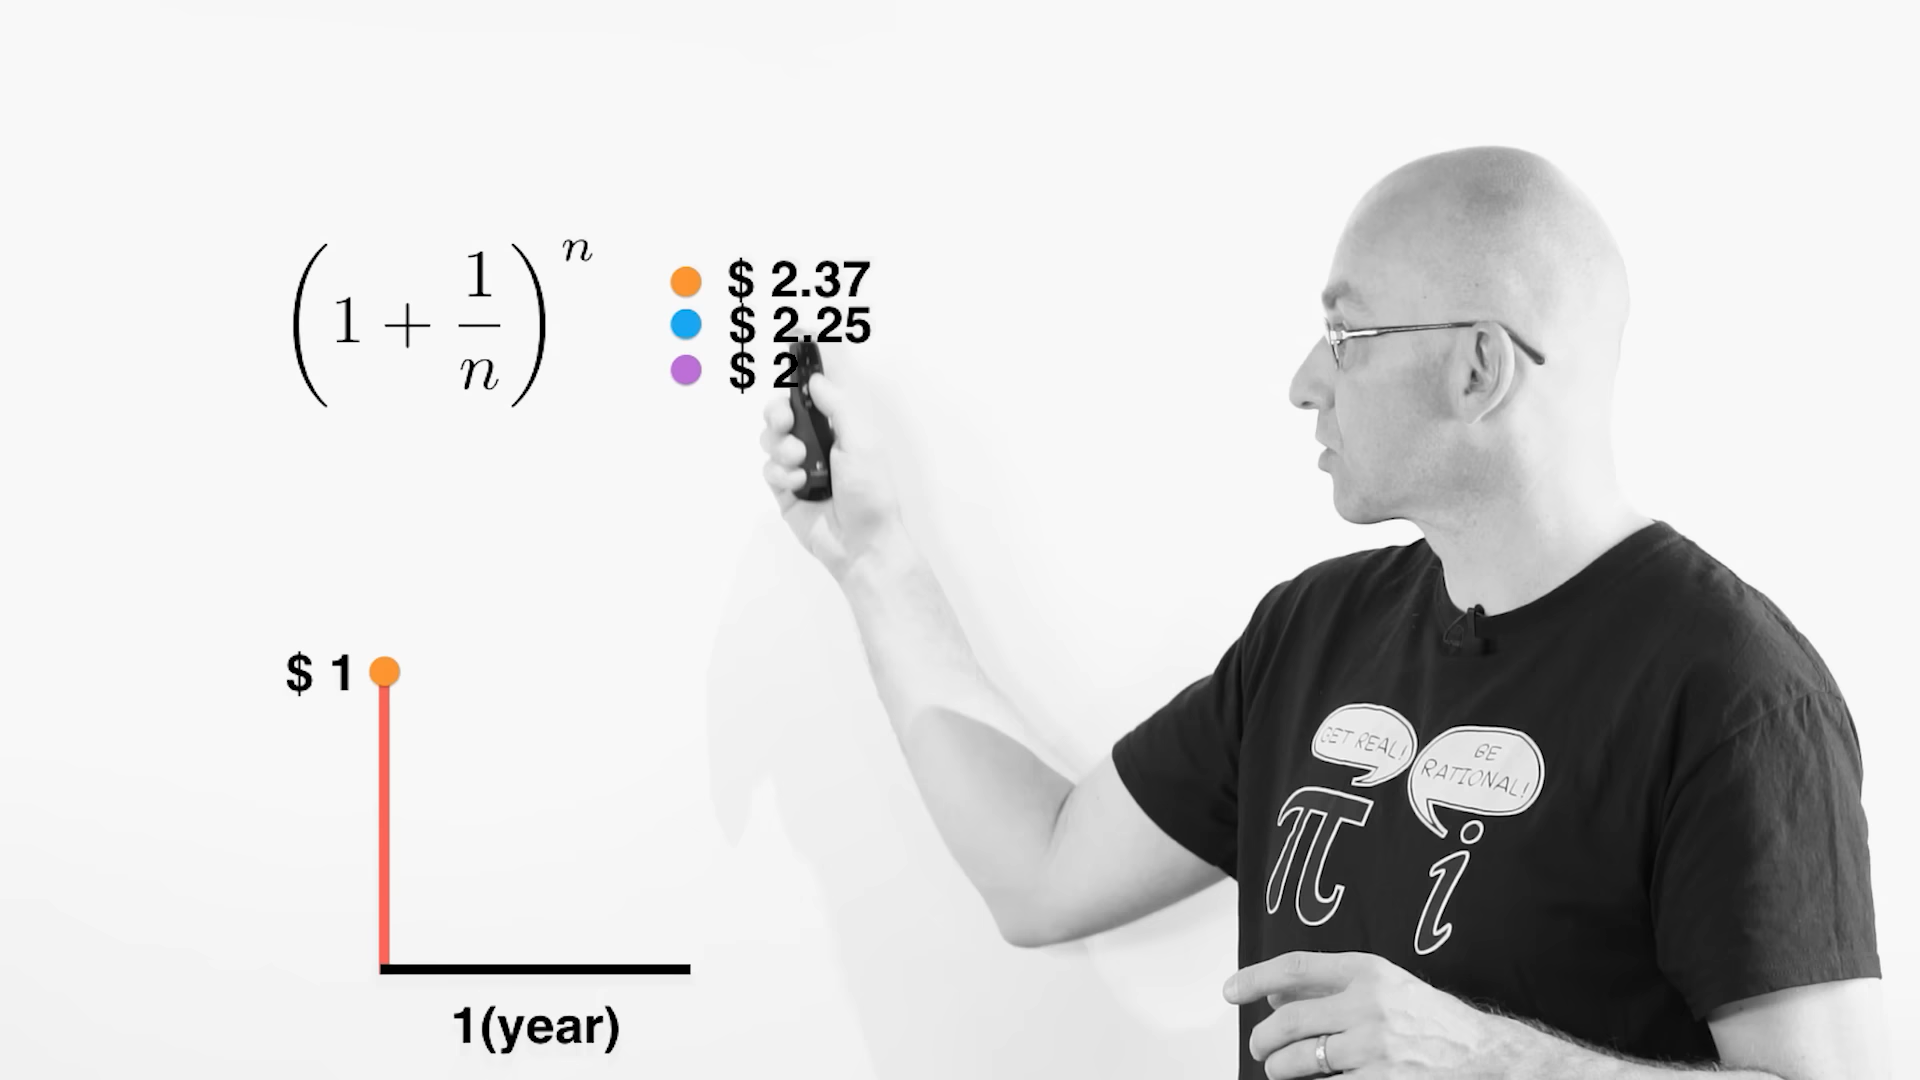 (1 + 1/n)^n
$ 2.37
$ 2.25
$ 2
$ 1
1(year)
GET REAL!
BE
RATIONAL!
π i